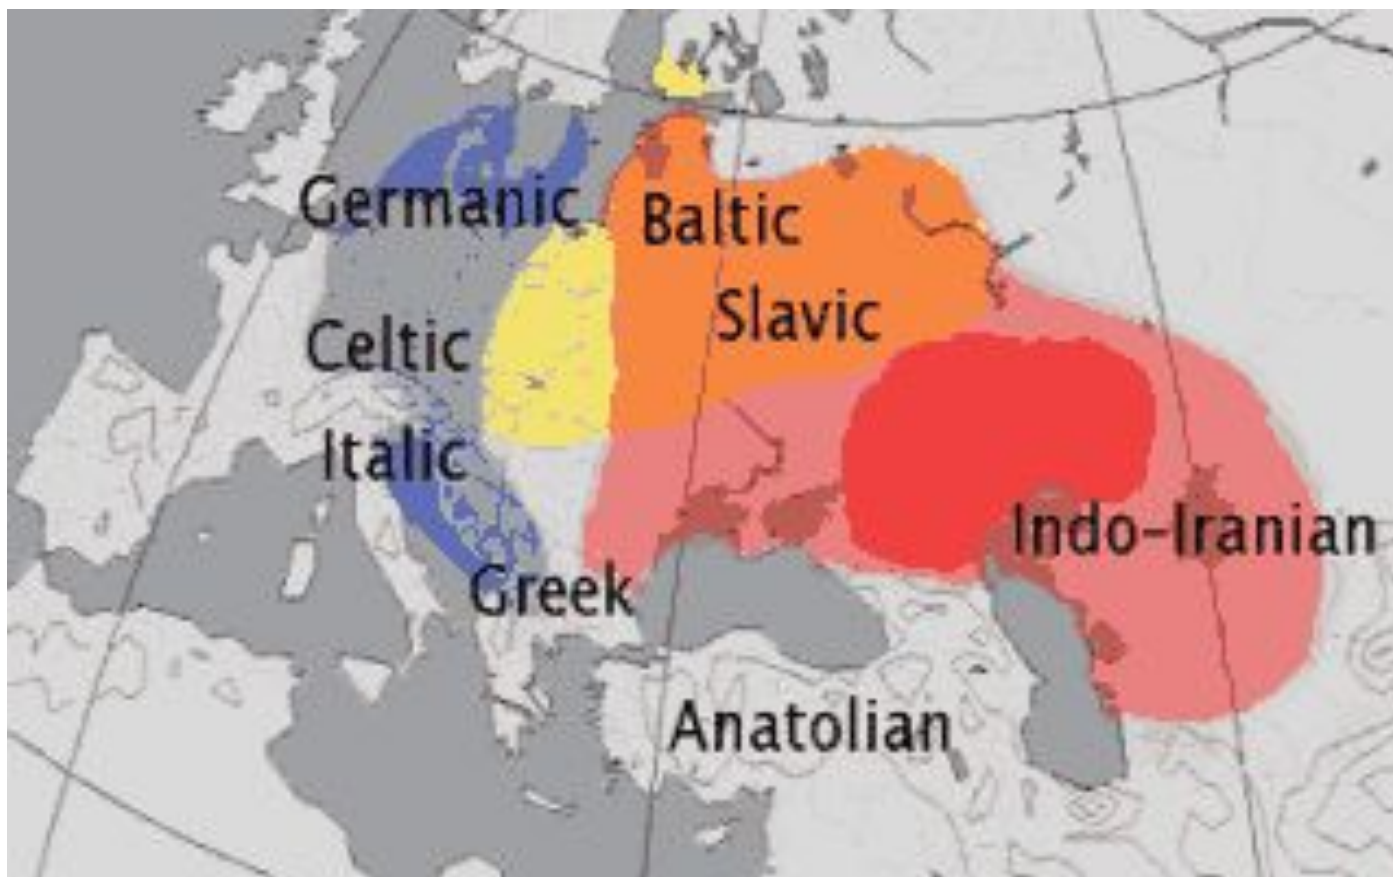 Germanic
Baltic
Slavic
Celtic
Italic
Indo-Iranian
Greek
Anatolian